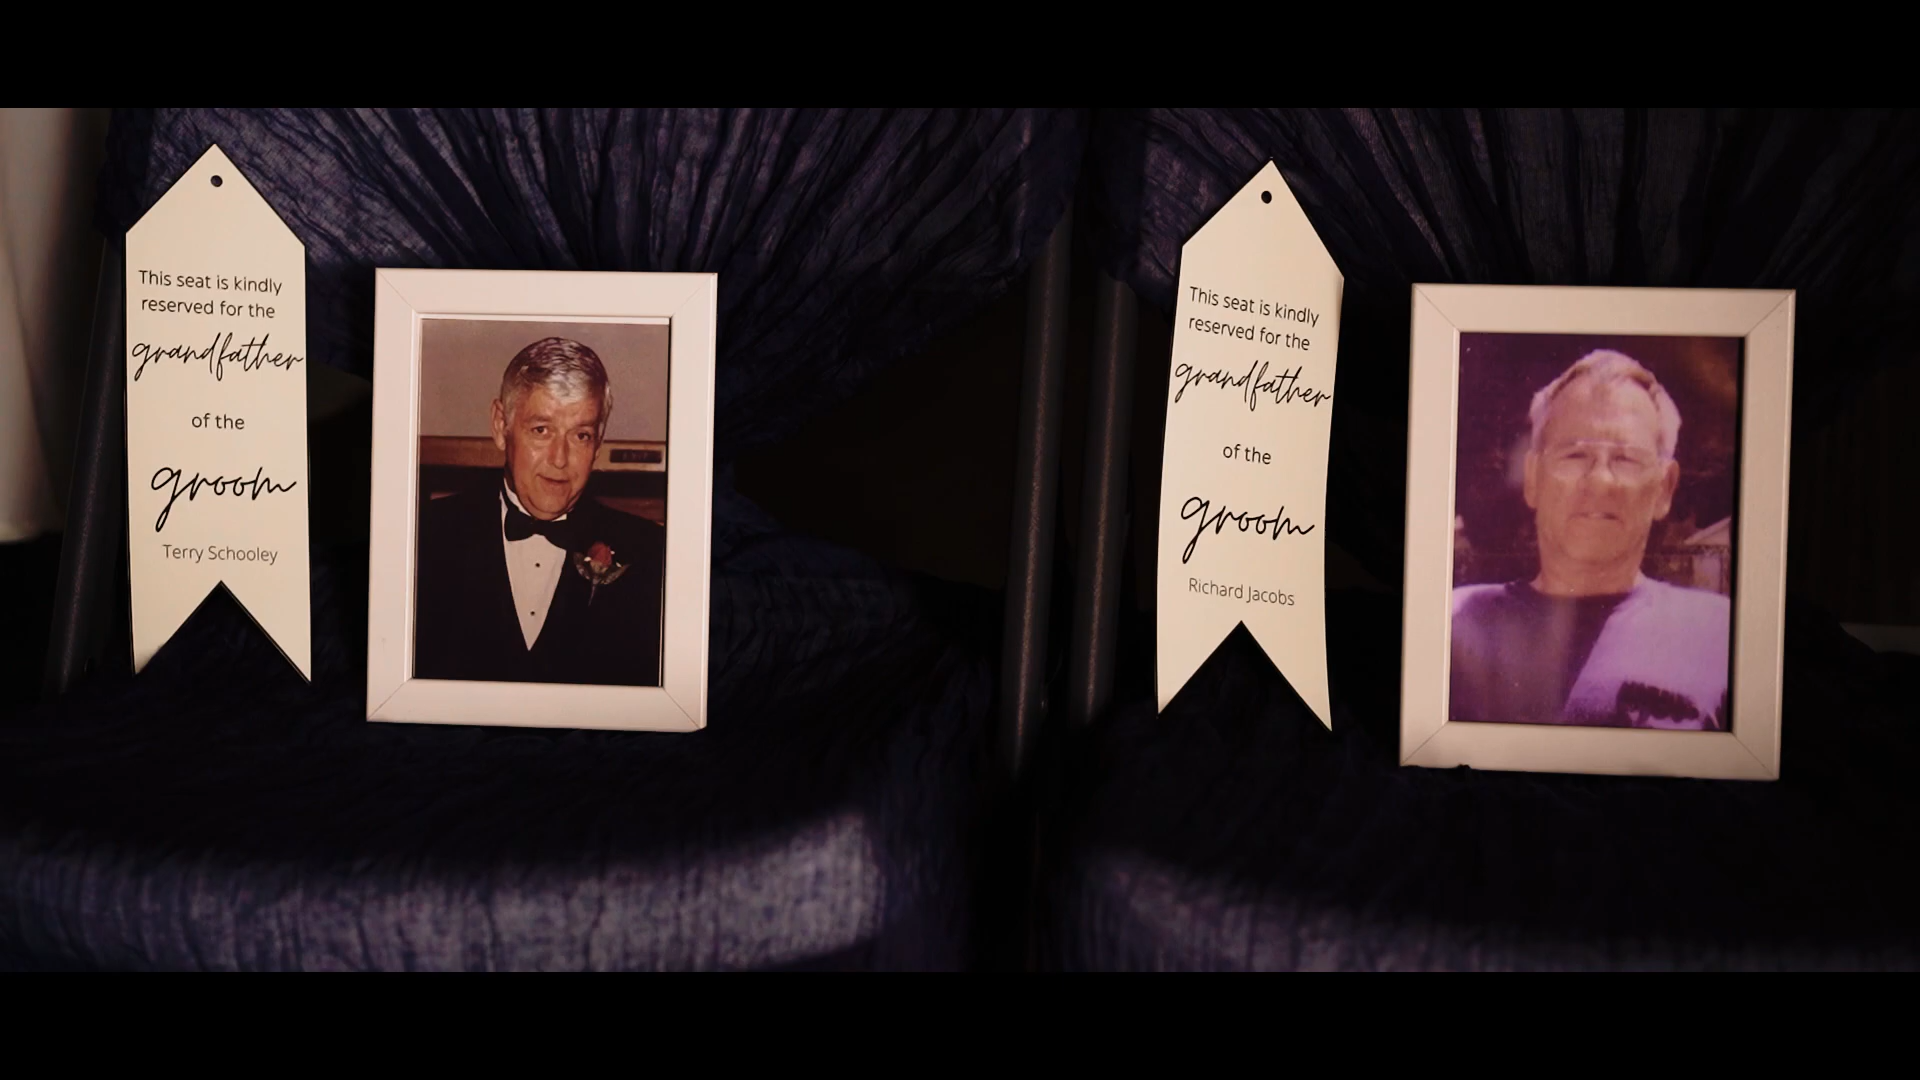 This seat is kindly
reserved for the
grandfather
of the
groom
Terry Schooley
EXIT
This seat is kindly
reserved for the
grandfather
of the
groom
Richard Jacobs